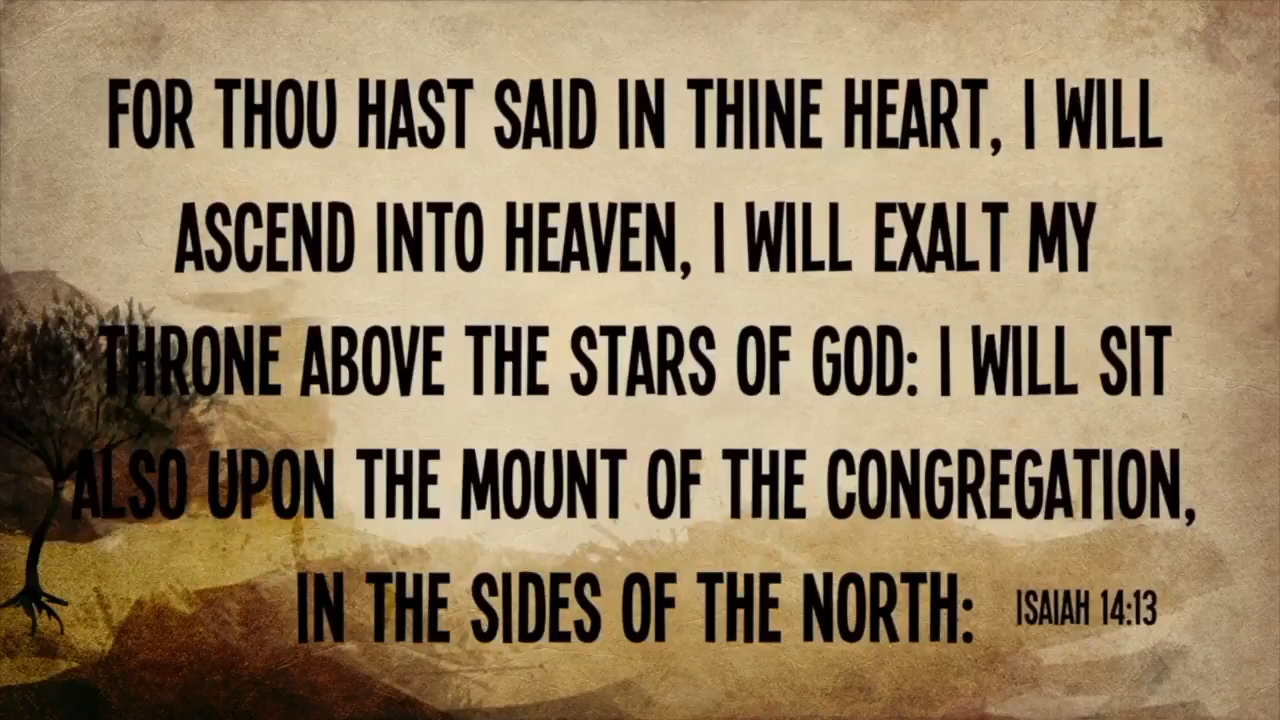 FOR THOU HAST SAID IN THINE HEART, I WILL
ASCEND INTO HEAVEN, I WILL EXALT MY
THRONE ABOVE THE STARS OF GOD: I WILL SIT
ALSO UPON THE MOUNT OF THE CONGREGATION,
IN THE SIDES OF THE NORTH: ISAIAH 14:13